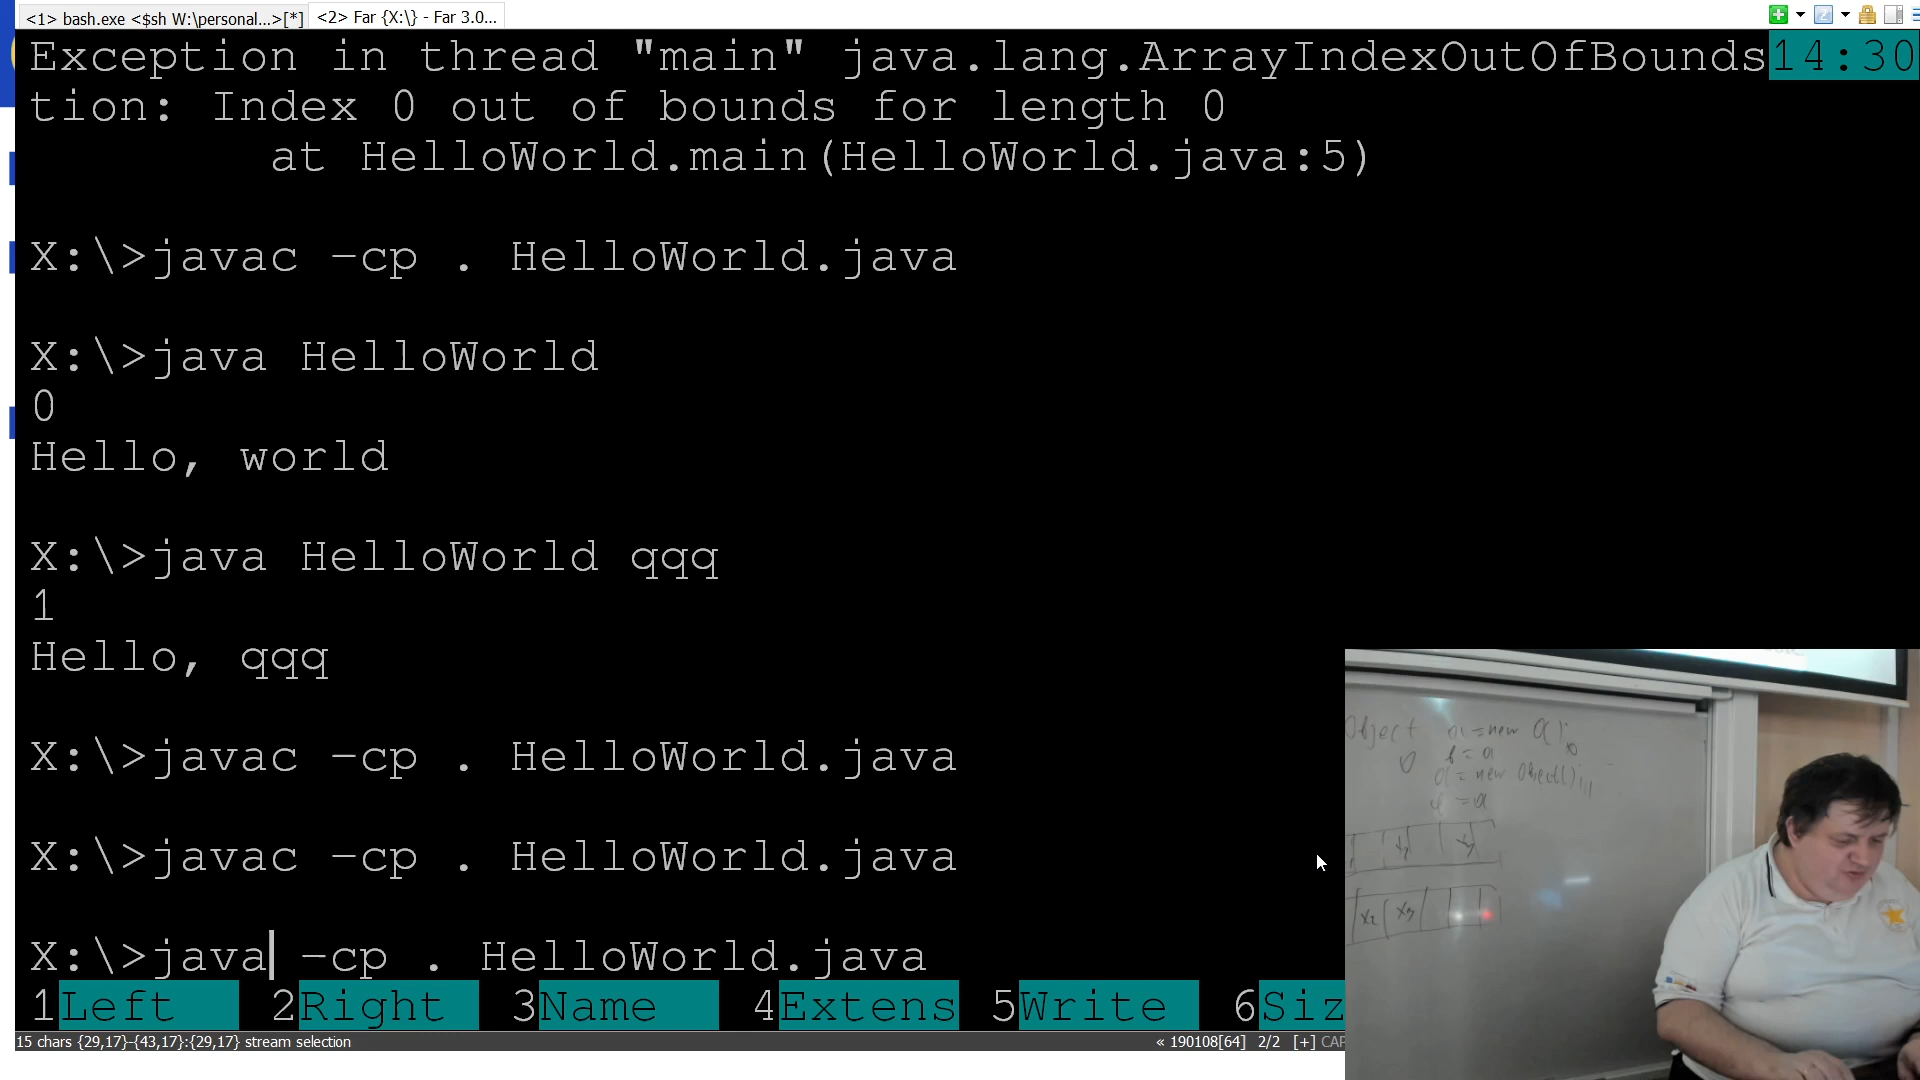 <1> bash.exe <$sh W:\personal...>[*]
<2> Far {X:\} - Far 3.0...
Exception in thread "main" java.lang.ArrayIndexOutOfBounds
14:30
tion: Index 0 out of bounds for length 0
at HelloWorld.main(HelloWorld.java:5)
X:\>javac -cp . HelloWorld.java
X:\>java HelloWorld
0
Hello, world
X:\>java HelloWorld qqq
1
Hello, qqq
X:\>javac -cp . HelloWorld.java
X:\>javac -cp . HelloWorld.java
X:\>java -cp . HelloWorld.java
1Left 2Right 3Name 4Extens 5Write 6Siz
15 chars {29,17}-{43,17}:{29,17} stream selection
« 190108[64] 2/2 [+] CAP
Object a = new
b = a
a = new Object()
= a